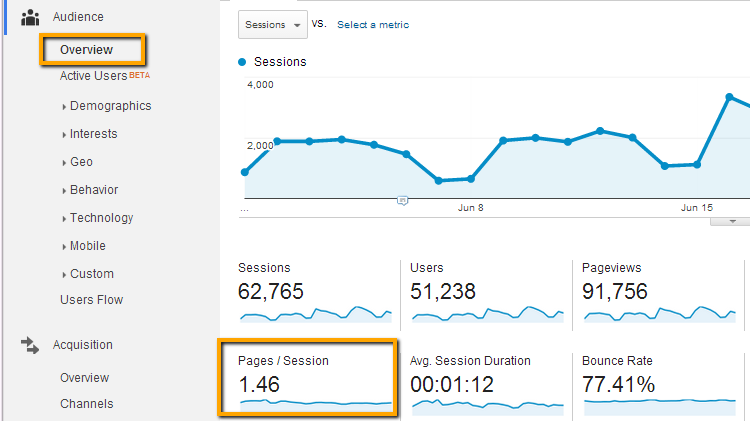 Audience
Overview
Active Users BETA
Demographics
Interests
Geo
Behavior
Technology
Mobile
Custom
Users Flow
Acquisition
Overview
Channels
Sessions vs. Select a metric
Sessions
4,000
2,000
... Jun 8 Jun 15
Sessions Users Pageviews
62,765 51,238 91,756
Pages / Session Avg. Session Duration Bounce Rate
1.46 00:01:12 77.41%